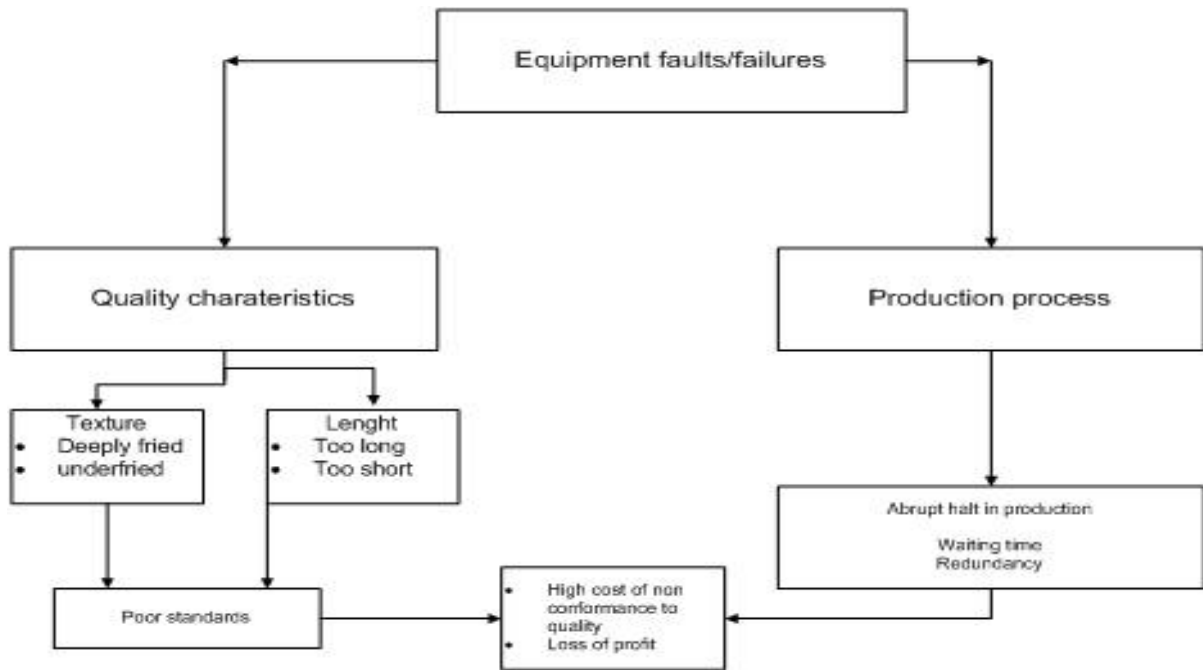 Equipment faults/failures
Quality charateristics
Production process
Texture
• Deeply fried
• underfried
Lenght
• Too long
• Too short
Abrupt halt in production
Waiting time
Redundancy
Poor standards
• High cost of non
conformance to
quality
• Loss of profit